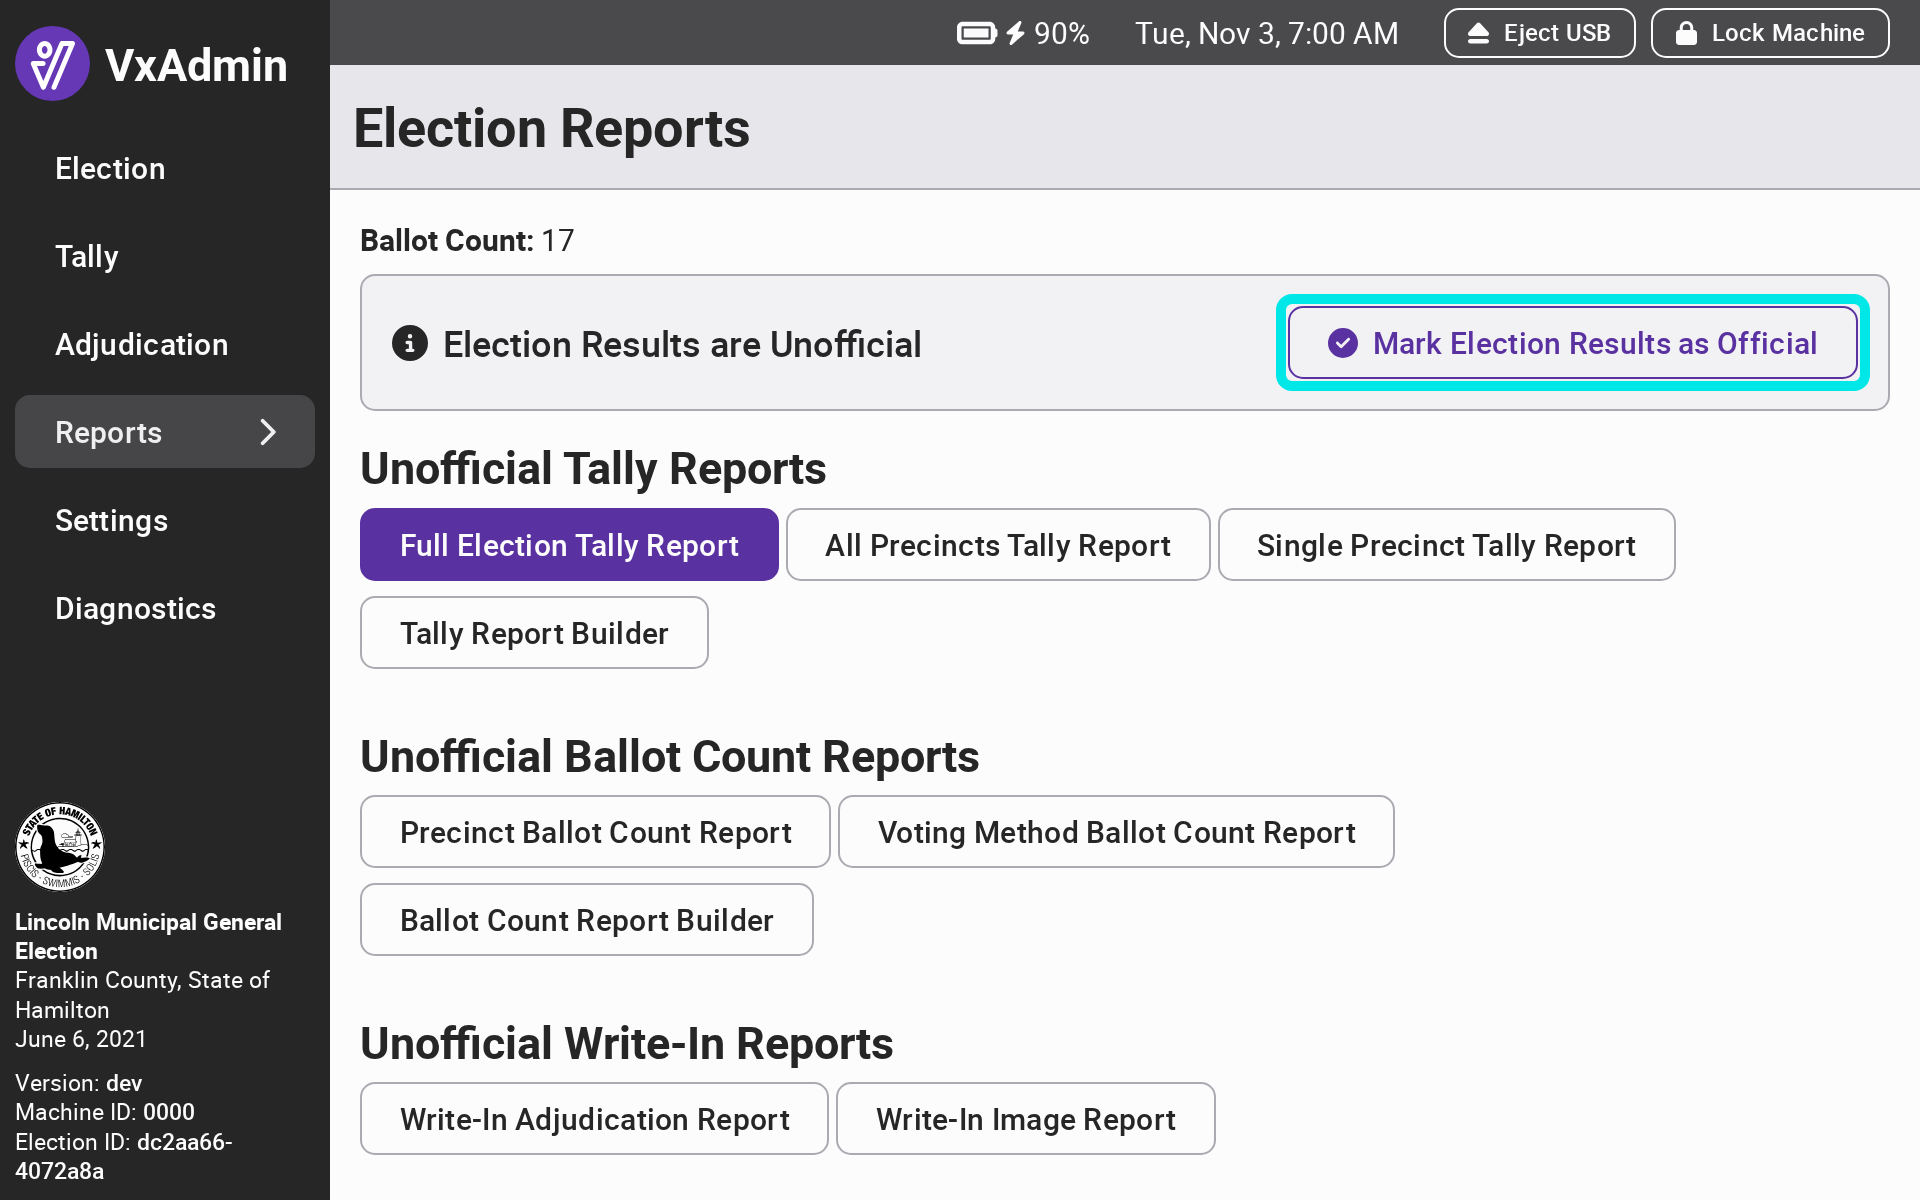 VxAdmin
90%
Tue, Nov 3, 7:00 AM
Eject USB
Lock Machine
Election
Tally
Adjudication
Reports
Settings
Diagnostics
STATE OF HAMILTON
PISCIS · SWIMMIS · SOLIS
Lincoln Municipal General
Election
Franklin County, State of
Hamilton
June 6, 2021
Version: dev
Machine ID: 0000
Election ID: dc2aa66-
4072a8a
Election Reports
Ballot Count: 17
Election Results are Unofficial
Mark Election Results as Official
Unofficial Tally Reports
Full Election Tally Report
All Precincts Tally Report
Single Precinct Tally Report
Tally Report Builder
Unofficial Ballot Count Reports
Precinct Ballot Count Report
Voting Method Ballot Count Report
Ballot Count Report Builder
Unofficial Write-In Reports
Write-In Adjudication Report
Write-In Image Report